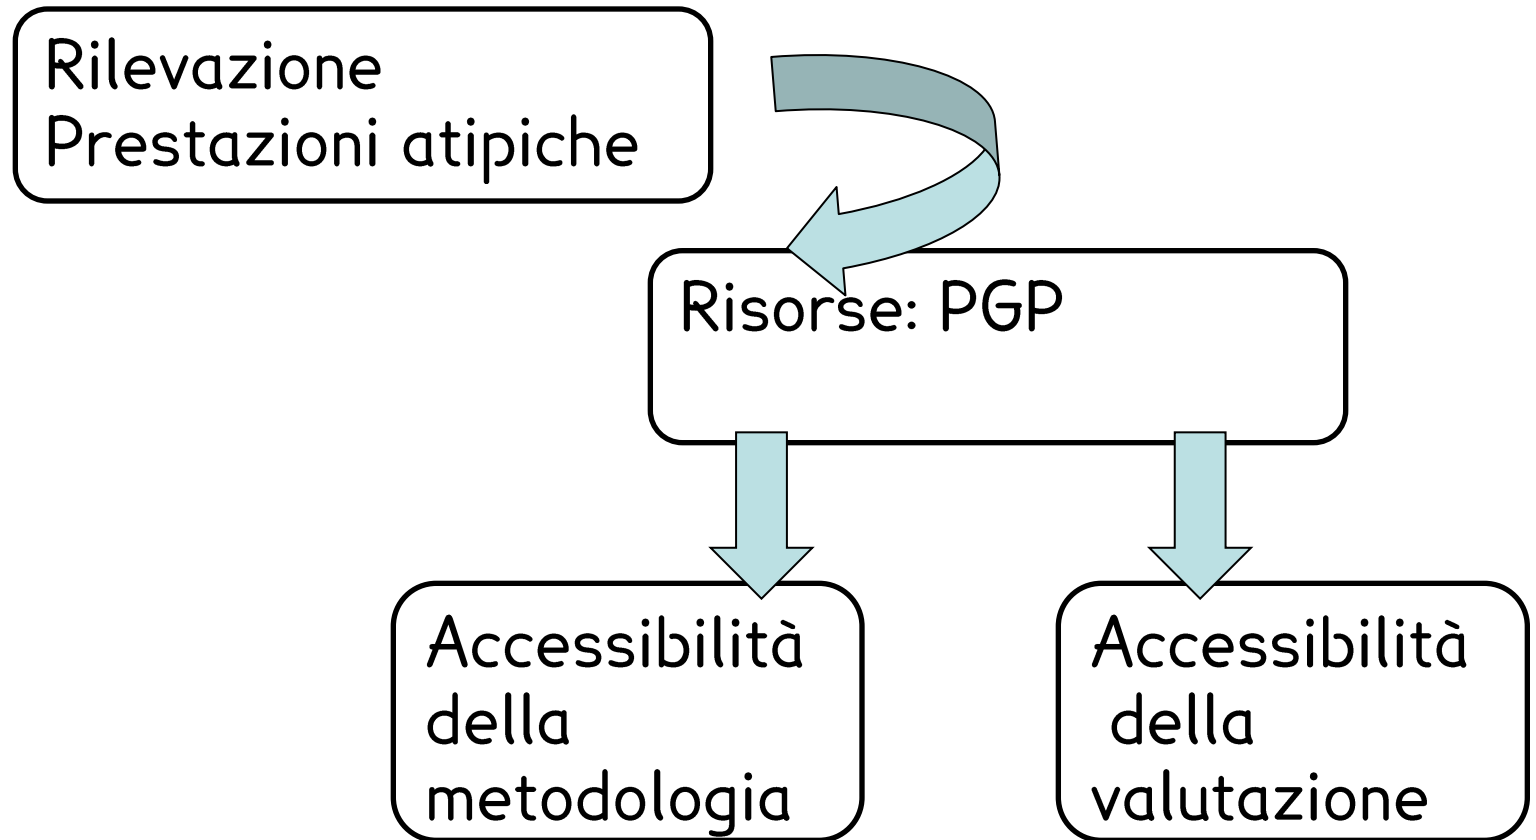 Rilevazione
Prestazioni atipiche
Risorse: PGP
Accessibilità
della
metodologia
Accessibilità
della
valutazione